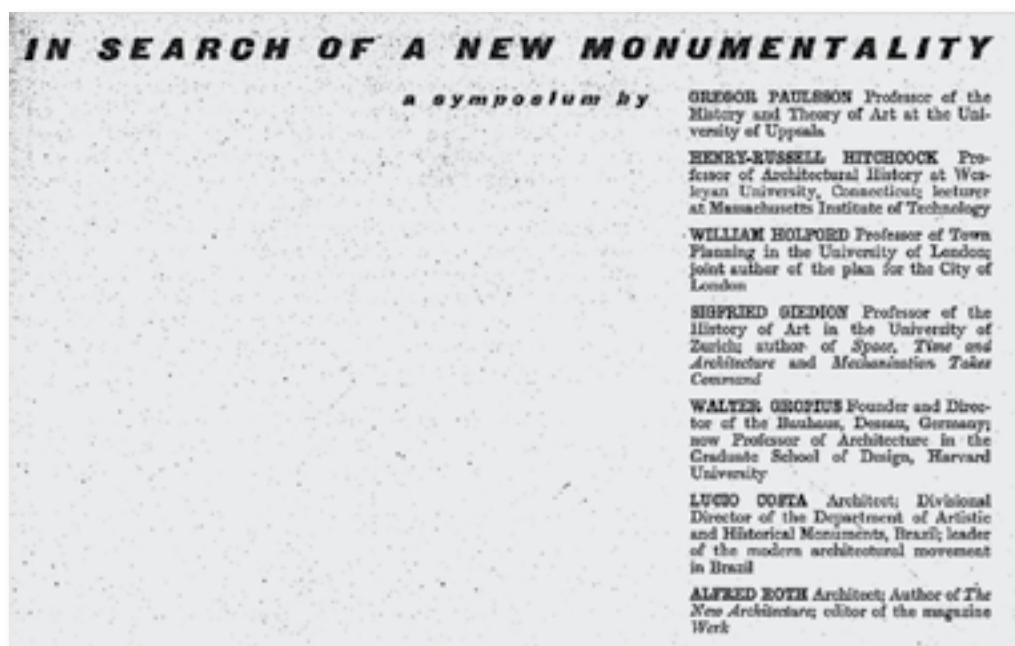 IN SEARCH OF A NEW MONUMENTALITY
a symposium by
GREGOR PAULSSON Professor of the
History and Theory of Art at the Uni-
versity of Uppsala
HENRY-RUSSELL HITCHCOCK Pro-
fessor of Architectural History at Wes-
leyan University, Connecticut; lecturer
at Massachusetts Institute of Technology
WILLIAM HOLFORD Professor of Town
Planning in the University of London;
joint author of the plan for the City of
London
SIGFRIED GIEDION Professor of the
History of Art in the University of
Zurich; author of Space, Time and
Architecture and Mechanization Takes
Command
WALTER GROPIUS Founder and Direc-
tor of the Bauhaus, Dessau, Germany;
now Professor of Architecture in the
Graduate School of Design, Harvard
University
LUCIO COSTA Architect; Divisional
Director of the Department of Artistic
and Historical Monuments, Brazil; leader
of the modern architectural movement
in Brazil
ALFRED ROTH Architect; Author of The
New Architecture; editor of the magazine
Werk